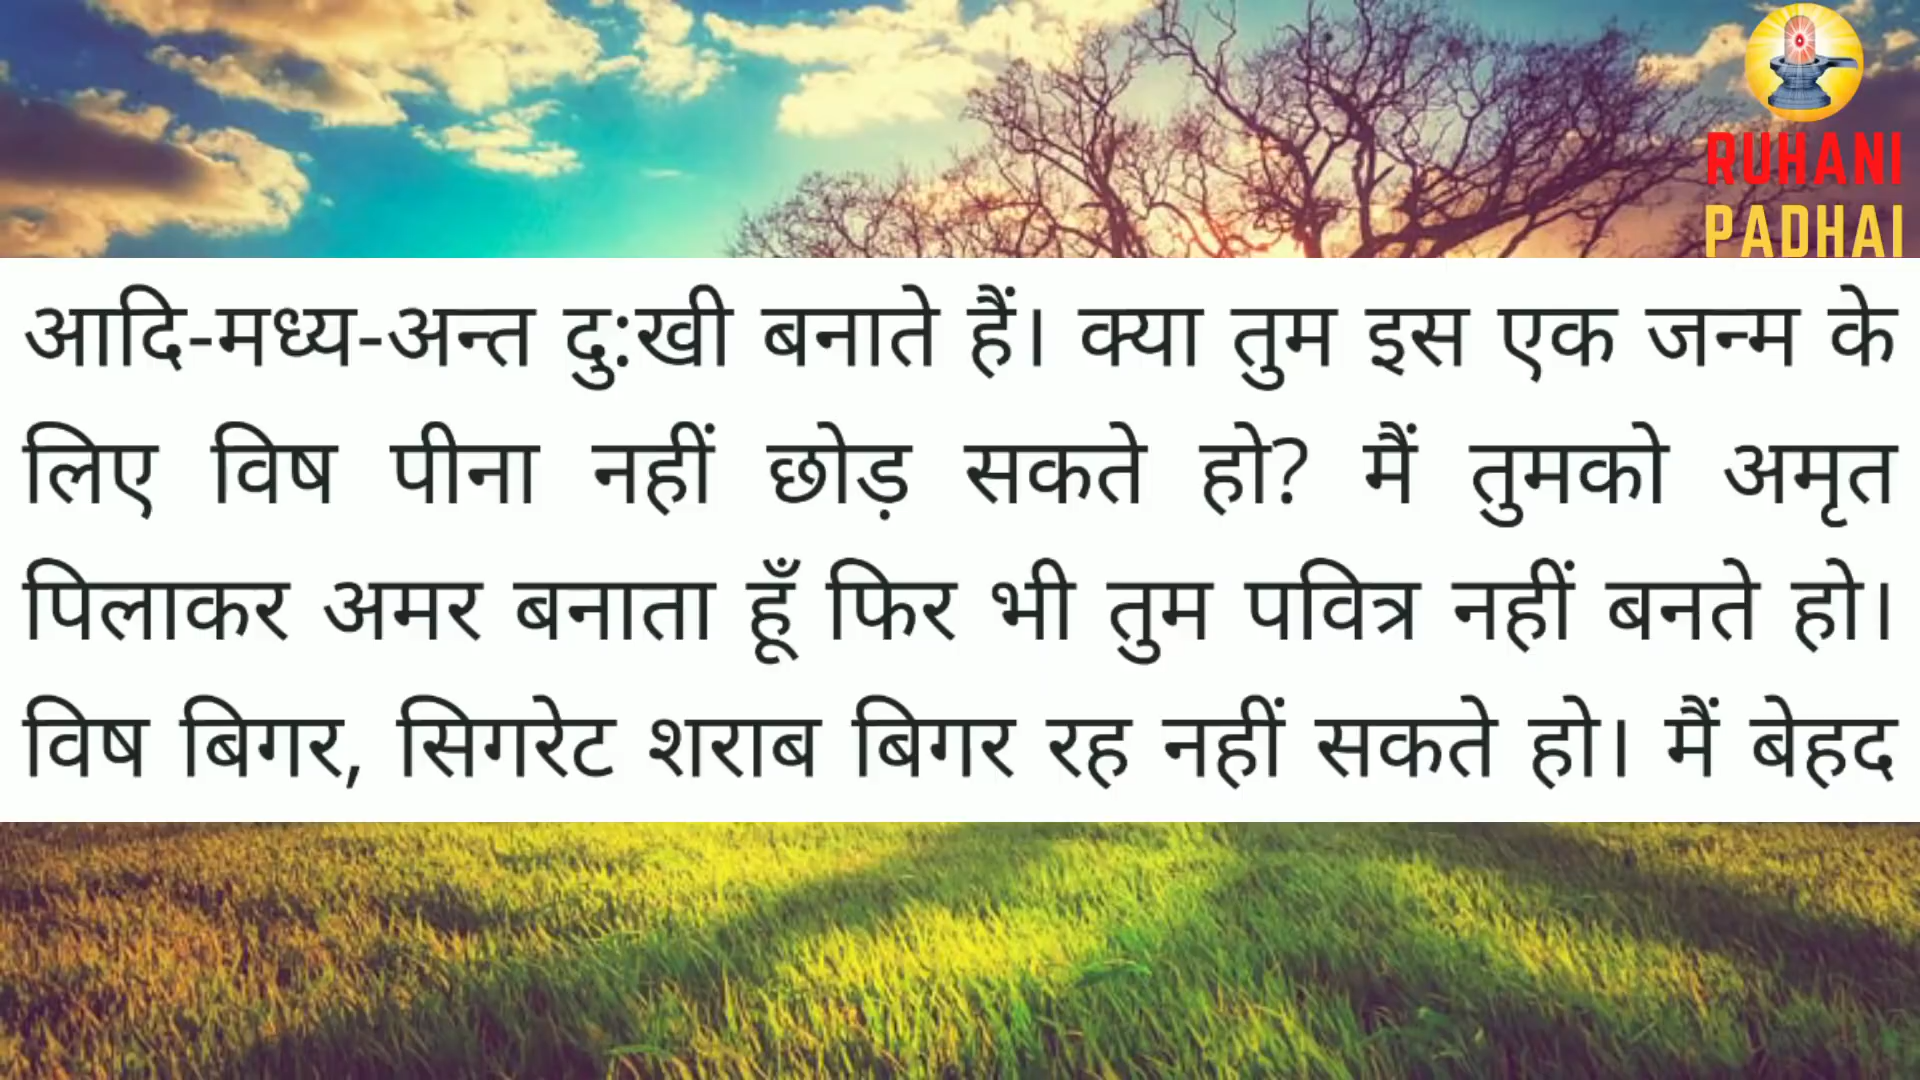 RUHANI
PADHAI
आदि-मध्य-अन्त दु:खी बनाते हैं। क्या तुम इस एक जन्म के
लिए विष पीना नहीं छोड़ सकते हो? मैं तुमको अमृत
पिलाकर अमर बनाता हूँ फिर भी तुम पवित्र नहीं बनते हो।
विष बिगर, सिगरेट शराब बिगर रह नहीं सकते हो। मैं बेहद